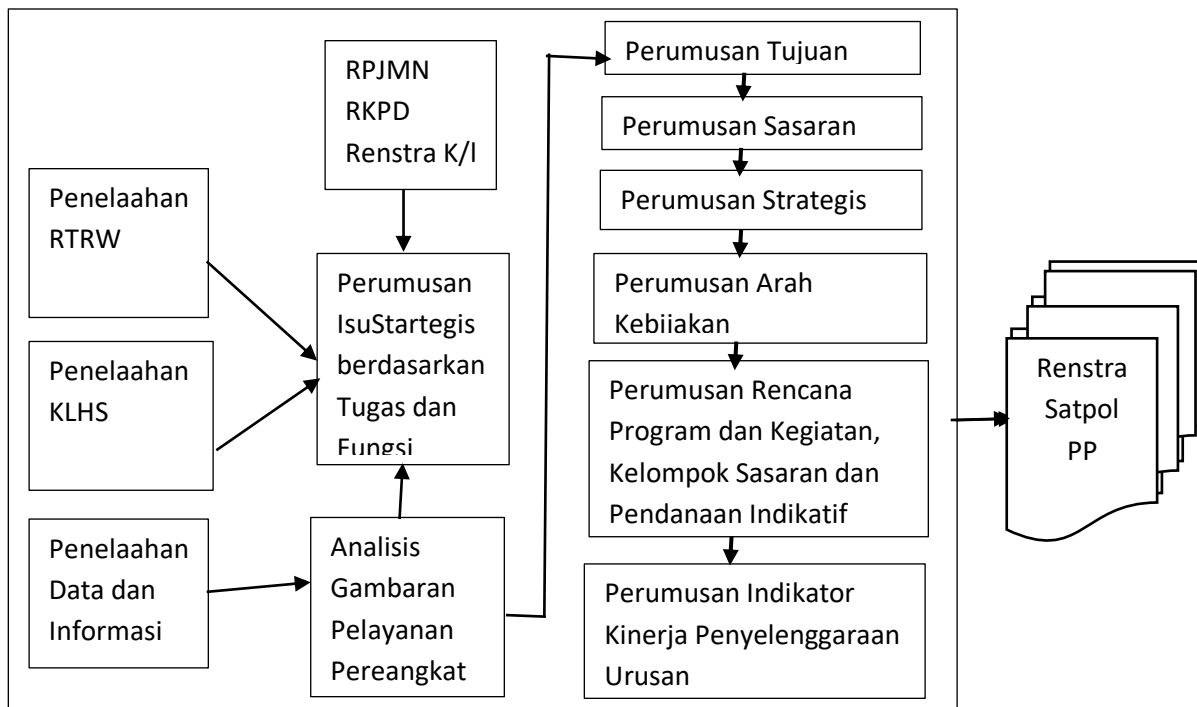 RPJMN
RKPD
Renstra K/l
Penelaahan
RTRW
Penelaahan
KLHS
Penelaahan
Data dan
Informasi
Perumusan
IsuStartegis
berdasarkan
Tugas dan
Fungsi
Analisis
Gambaran
Pelayanan
Pereangkat
Perumusan Tujuan
Perumusan Sasaran
Perumusan Strategis
Perumusan Arah
Kebijakan
Perumusan Rencana
Program dan Kegiatan,
Kelompok Sasaran dan
Pendanaan Indikatif
Perumusan Indikator
Kinerja Penyelenggaraan
Urusan
Renstra
Satpol
PP